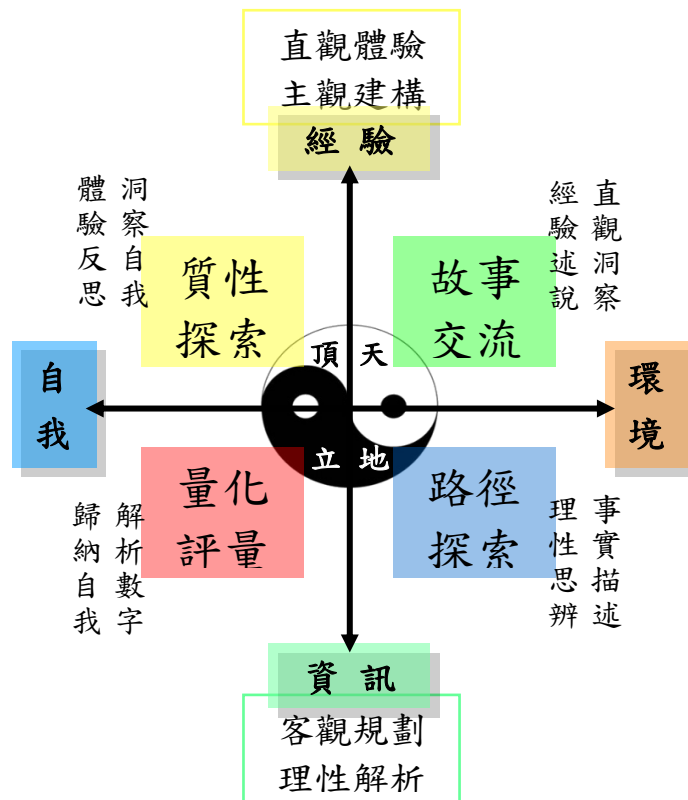 直觀體驗
主觀建構
經驗
洞察自我
體驗反思
質性
探索
故事
交流
直觀洞察
經驗述說
頂天
立地
自我
環境
量化
評量
路徑
探索
解析數字
歸納自我
事實描述
理性思辨
資訊
客觀規劃
理性解析